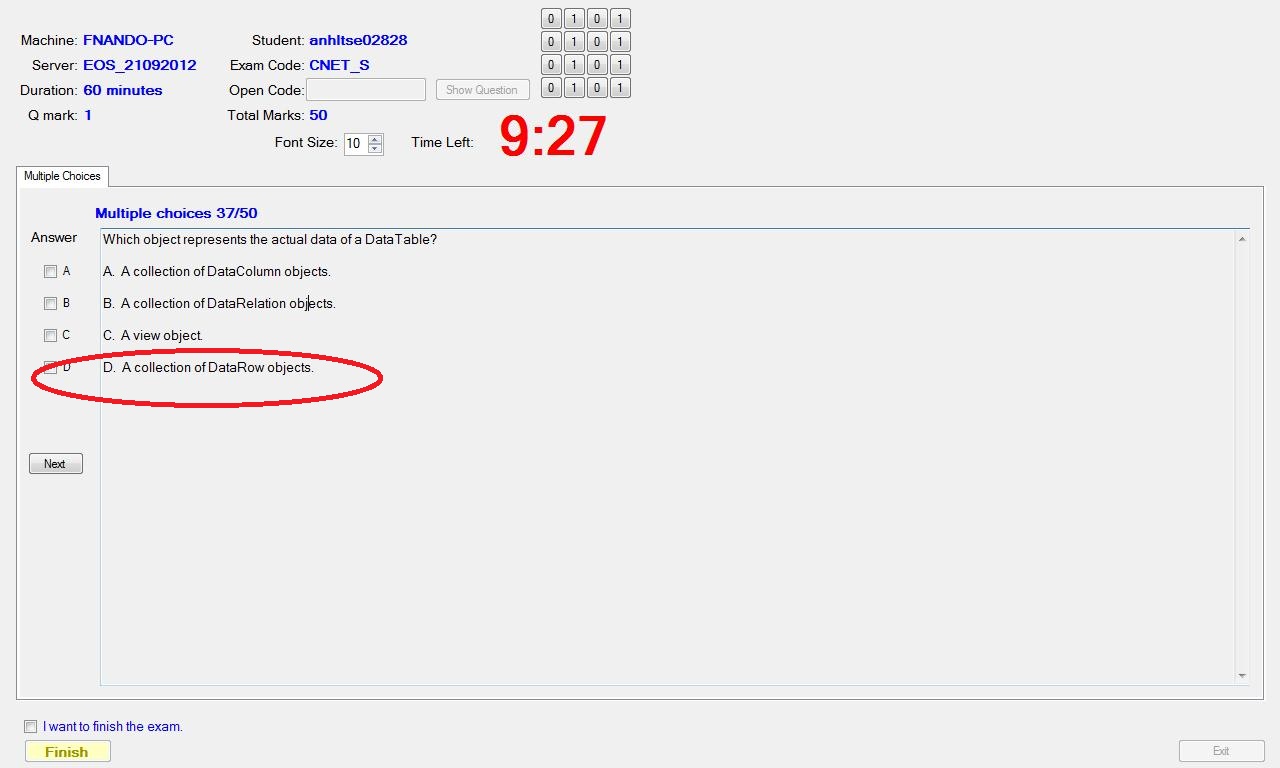 0 1 0 1
Machine: FNANDO-PC Student: anhltse02828 0 1 0 1
Server: EOS_21092012 Exam Code: CNET_S 0 1 0 1
Duration: 60 minutes Open Code: Show Question 0 1 0 1
Q mark: 1 Total Marks: 50
Font Size: 10 Time Left: 9:27
Multiple Choices
Multiple choices 37/50
Answer
Which object represents the actual data of a DataTable?
A A. A collection of DataColumn objects.
B B. A collection of DataRelation objects.
C C. A view object.
D D. A collection of DataRow objects.
Next
I want to finish the exam.
Finish Exit